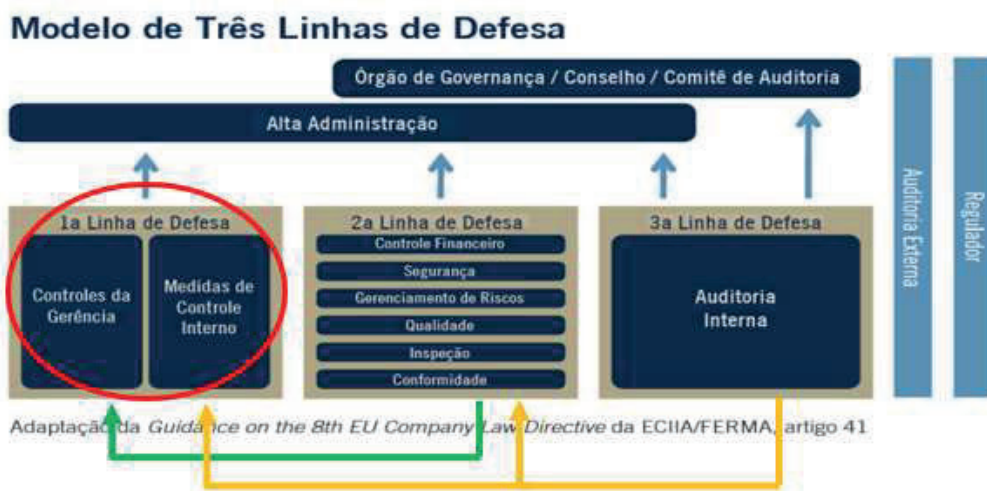 Modelo de Três Linhas de Defesa
Órgão de Governança / Conselho / Comitê de Auditoria
Alta Administração
1a Linha de Defesa
Controles da
Gerência
Medidas de
Controle
Interno
2a Linha de Defesa
Controle Financeiro
Segurança
Gerenciamento de Riscos
Qualidade
Inspeção
Conformidade
3a Linha de Defesa
Auditoria
Interna
Auditoria Externa
Regulador
Adaptação da Guidance on the 8th EU Company Law Directive da ECIIA/FERMA, artigo 41